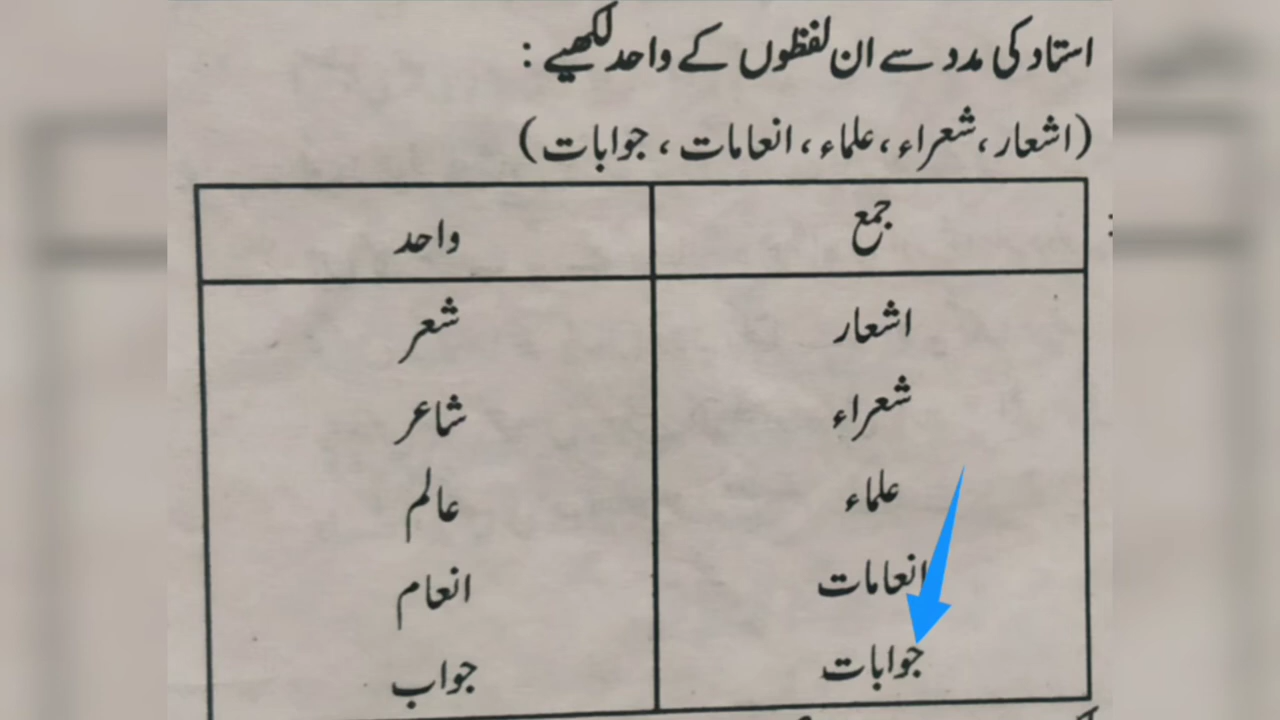 استاد کی مدد سے ان لفظوں کے واحد لکھیے :
(اشعار، شعراء، علماء، انعامات، جوابات)
جمع واحد
اشعار شعر
شعراء شاعر
علماء عالم
انعامات انعام
جوابات جواب